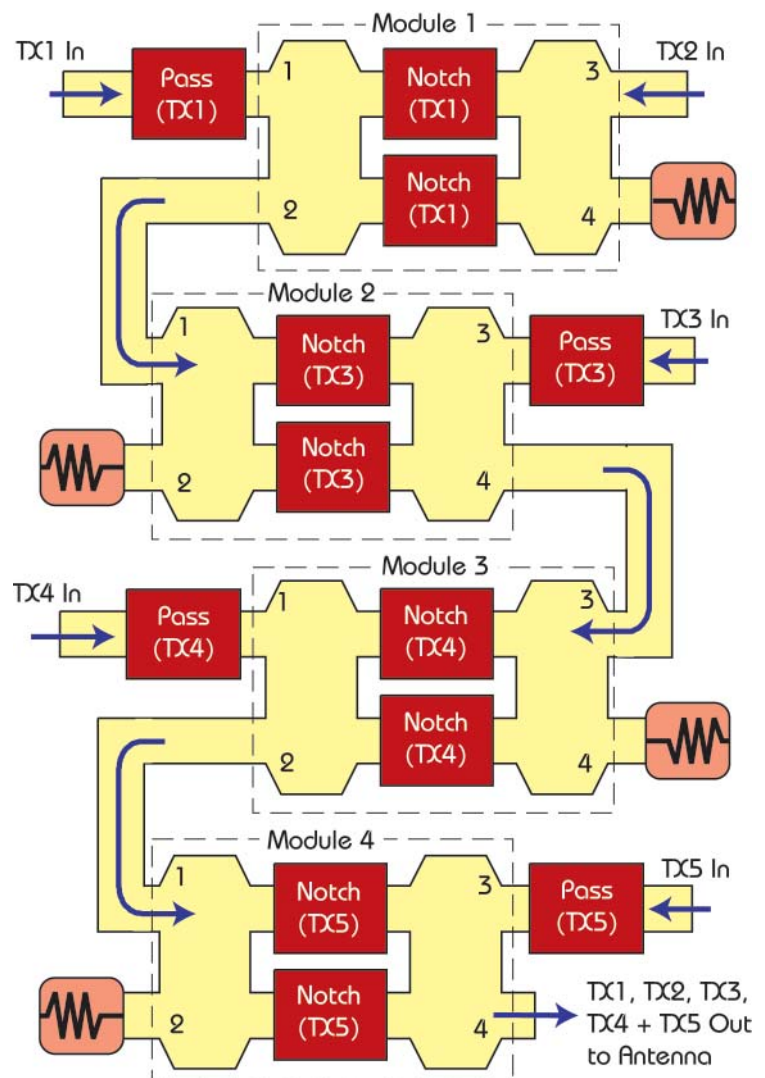 Module 1
TX1 In
TX2 In
Pass
(TX1)
1
Notch
(TX1)
3
Notch
(TX1)
2
4
Module 2
TX3 In
1
Notch
(TX3)
3
Pass
(TX3)
Notch
(TX3)
2
4
Module 3
TX4 In
1
3
Pass
(TX4)
Notch
(TX4)
Notch
(TX4)
2
4
Module 4
TX5 In
1
3
Notch
(TX5)
Pass
(TX5)
Notch
(TX5)
2
4
TX1, TX2, TX3,
TX4 + TX5 Out
to Antenna